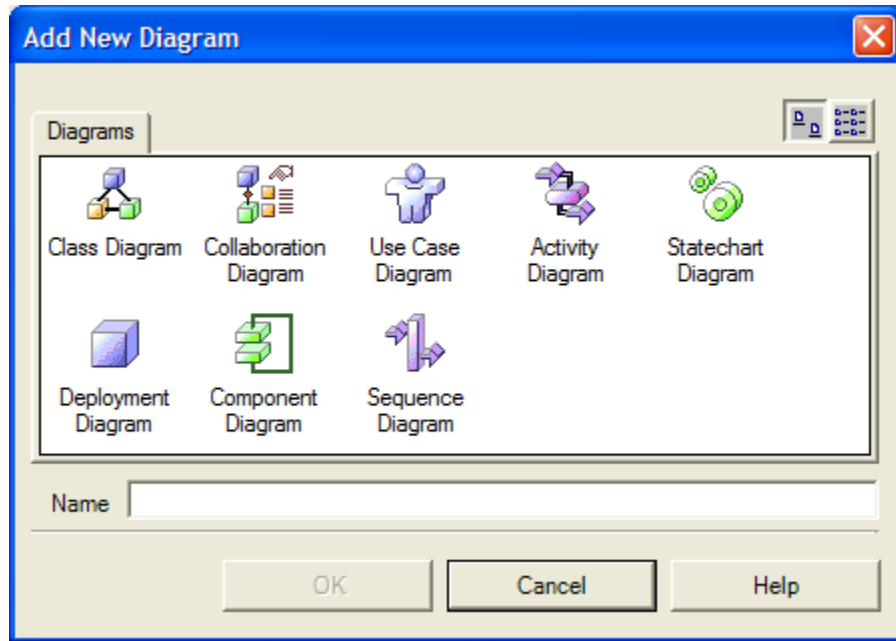 Add New Diagram
Diagrams
Class Diagram Collaboration Use Case Activity Statechart
Diagram Diagram Diagram Diagram
Deployment Component Sequence
Diagram Diagram Diagram
Name
OK Cancel Help